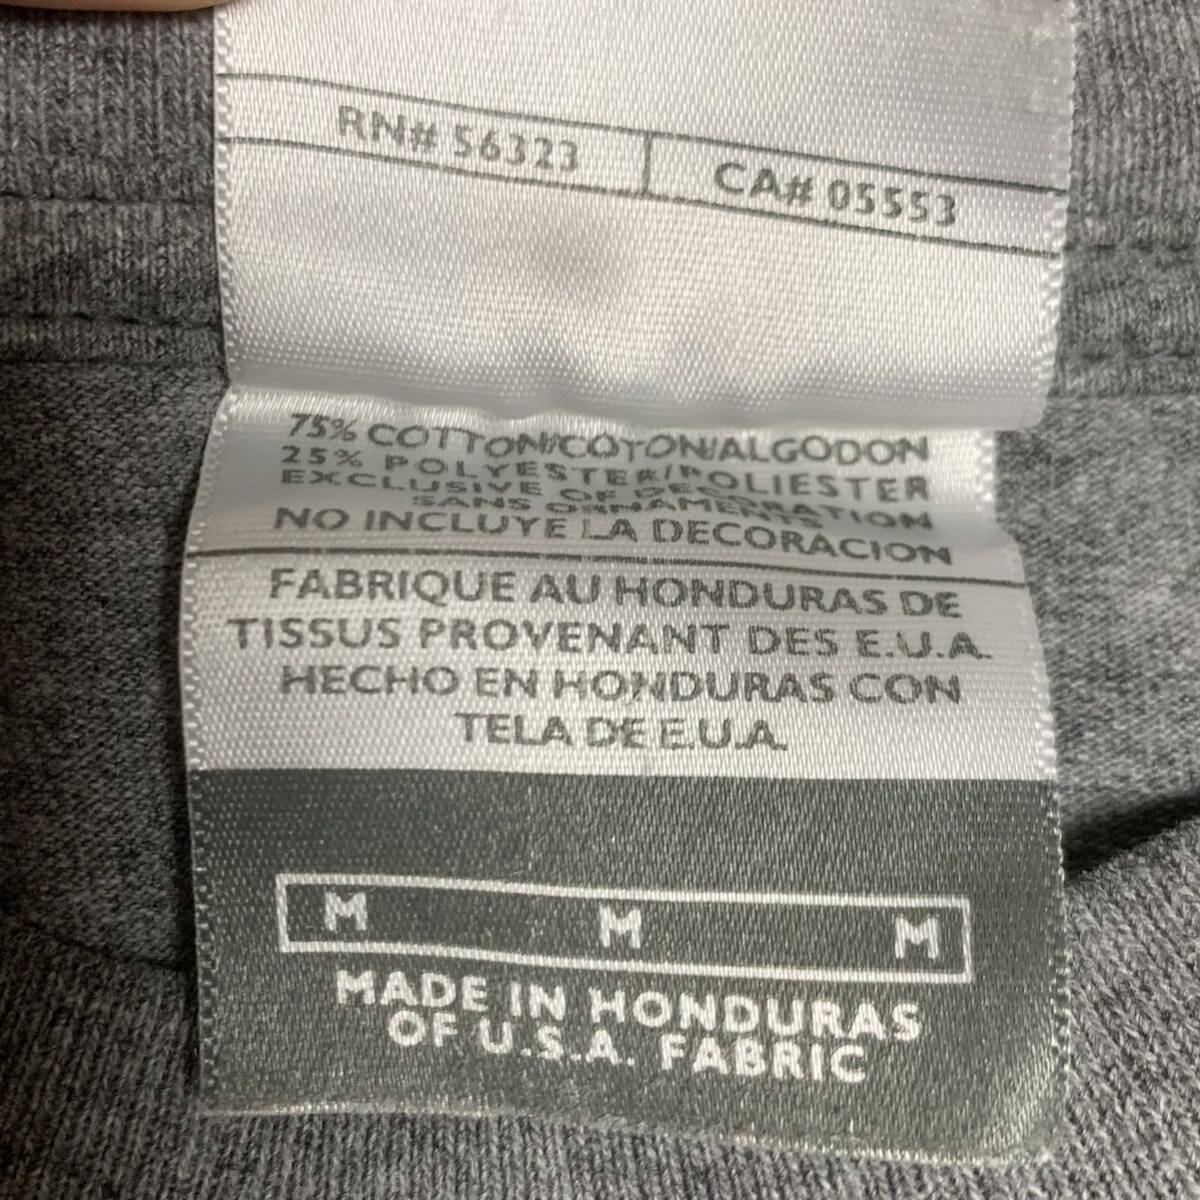 RN# 56323 CA# 05553
75% COTTON/COTON/ALGODON
25% POLYESTER/POLIESTER
EXCLUSIVE OF DECORATION
SANS ORNAMENTS
NO INCLUYE LA DECORACION
FABRIQUE AU HONDURAS DE
TISSUS PROVENANT DES E.U.A.
HECHO EN HONDURAS CON
TELA DE E.U.A.
M M M
MADE IN HONDURAS
OF U.S.A. FABRIC